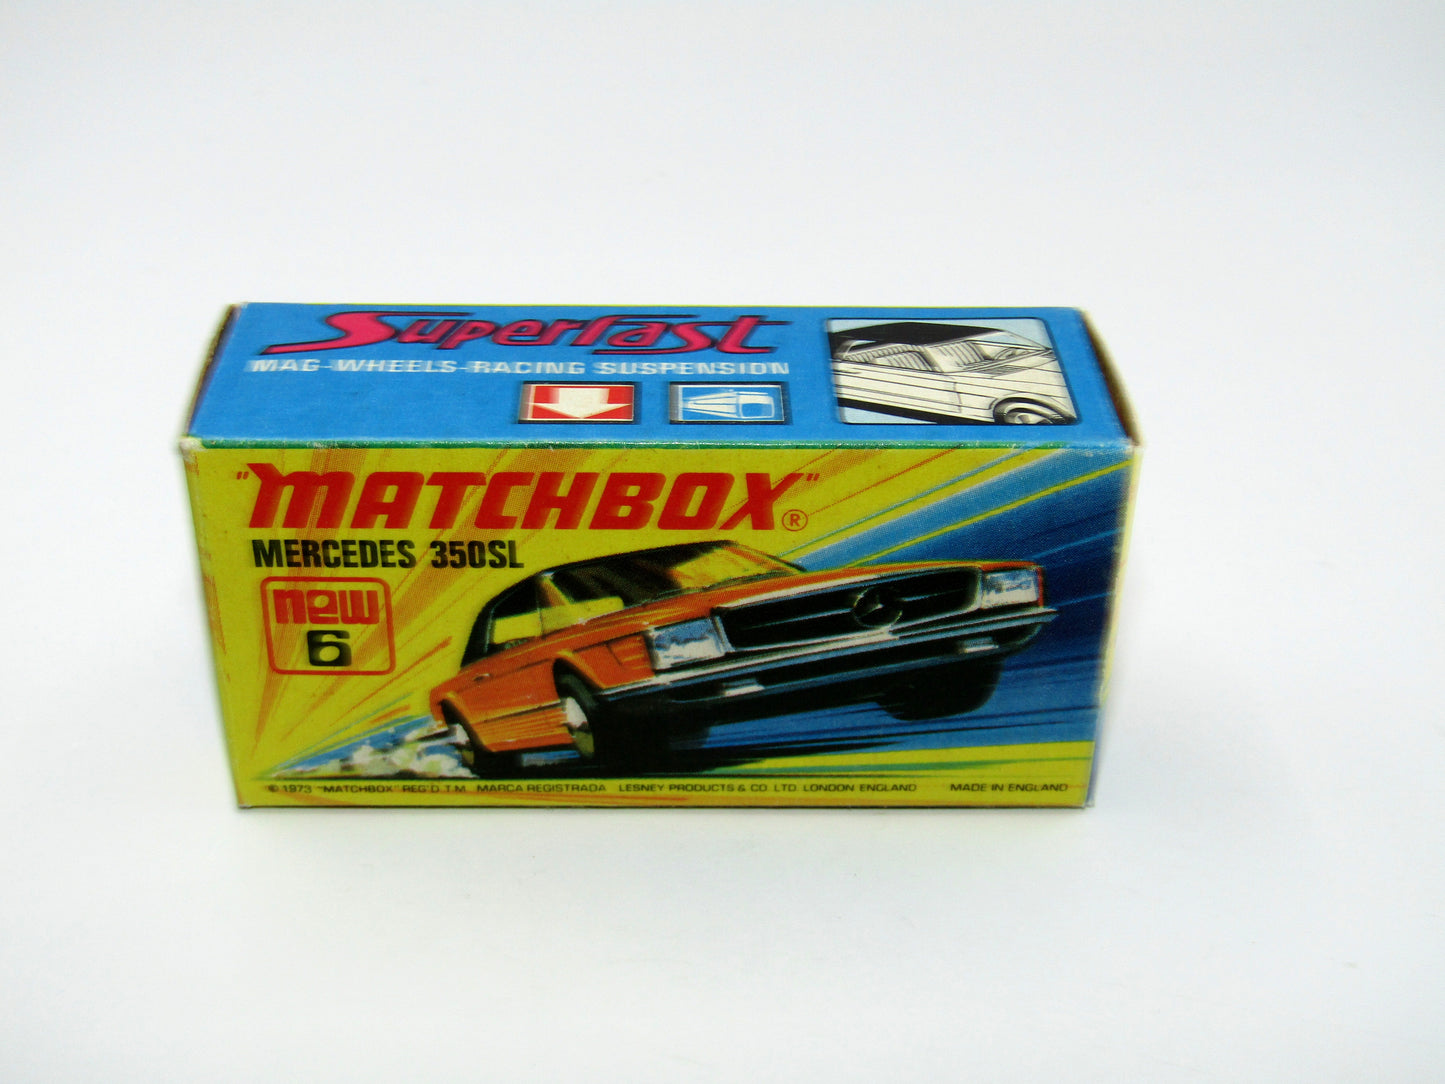 Superfast
MAG-WHEELS-RACING SUSPENSION
"MATCHBOX"®
MERCEDES 350SL
new
6
© 1973 "MATCHBOX" REG'D T.M. MARCA REGISTRADA LESNEY PRODUCTS & CO. LTD. LONDON ENGLAND MADE IN ENGLAND